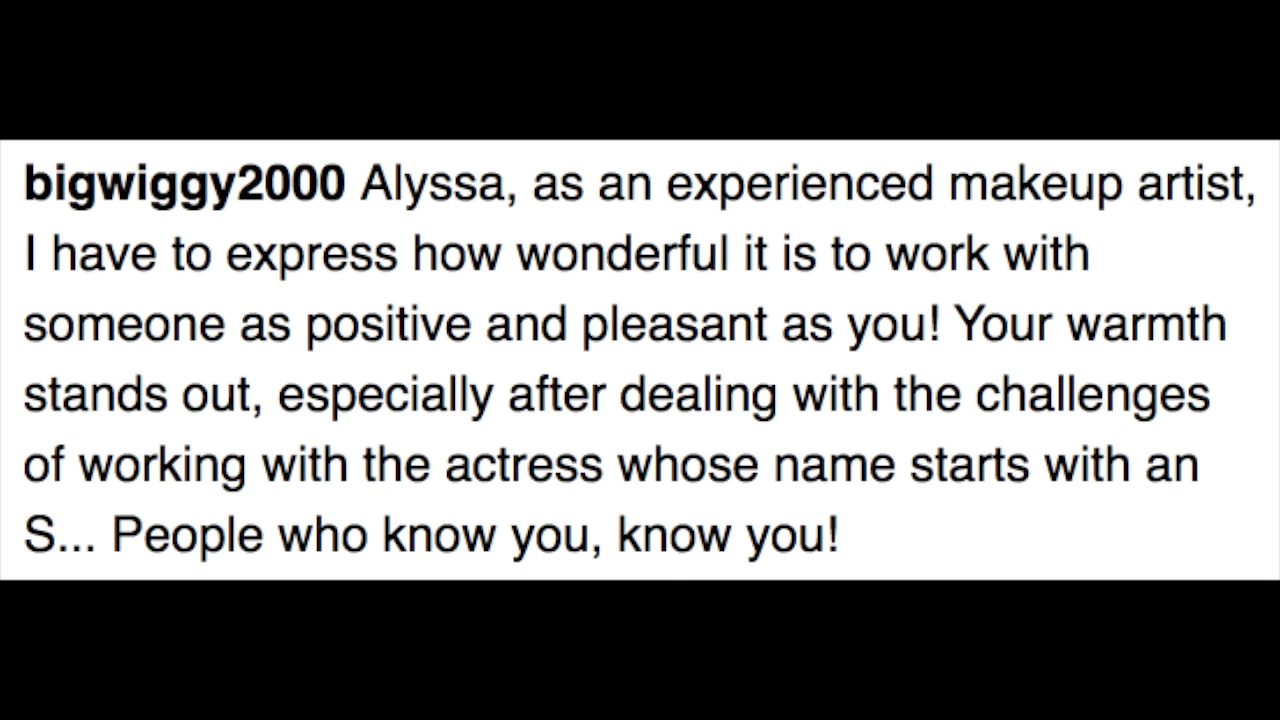 bigwiggy2000 Alyssa, as an experienced makeup artist,
I have to express how wonderful it is to work with
someone as positive and pleasant as you! Your warmth
stands out, especially after dealing with the challenges
of working with the actress whose name starts with an
S... People who know you, know you!